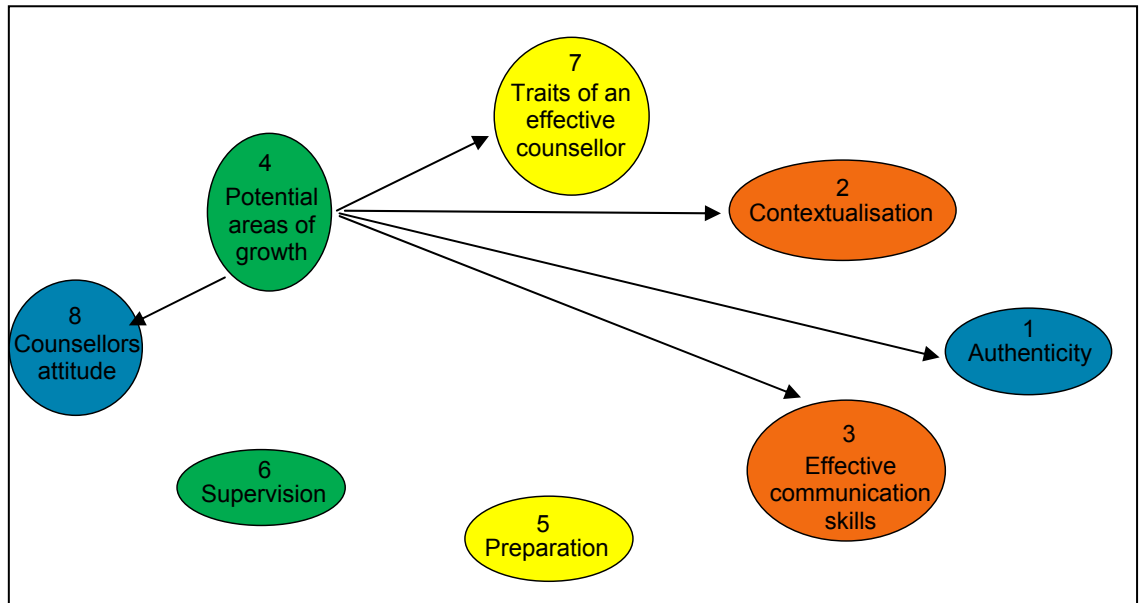 7
Traits of an
effective
counsellor
4
Potential
areas of
growth
2
Contextualisation
8
Counsellors
attitude
1
Authenticity
3
Effective
communication
skills
6
Supervision
5
Preparation